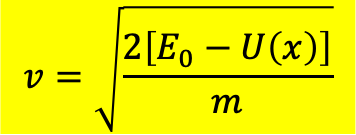 v = √(2[E₀ − U(x)]/m)